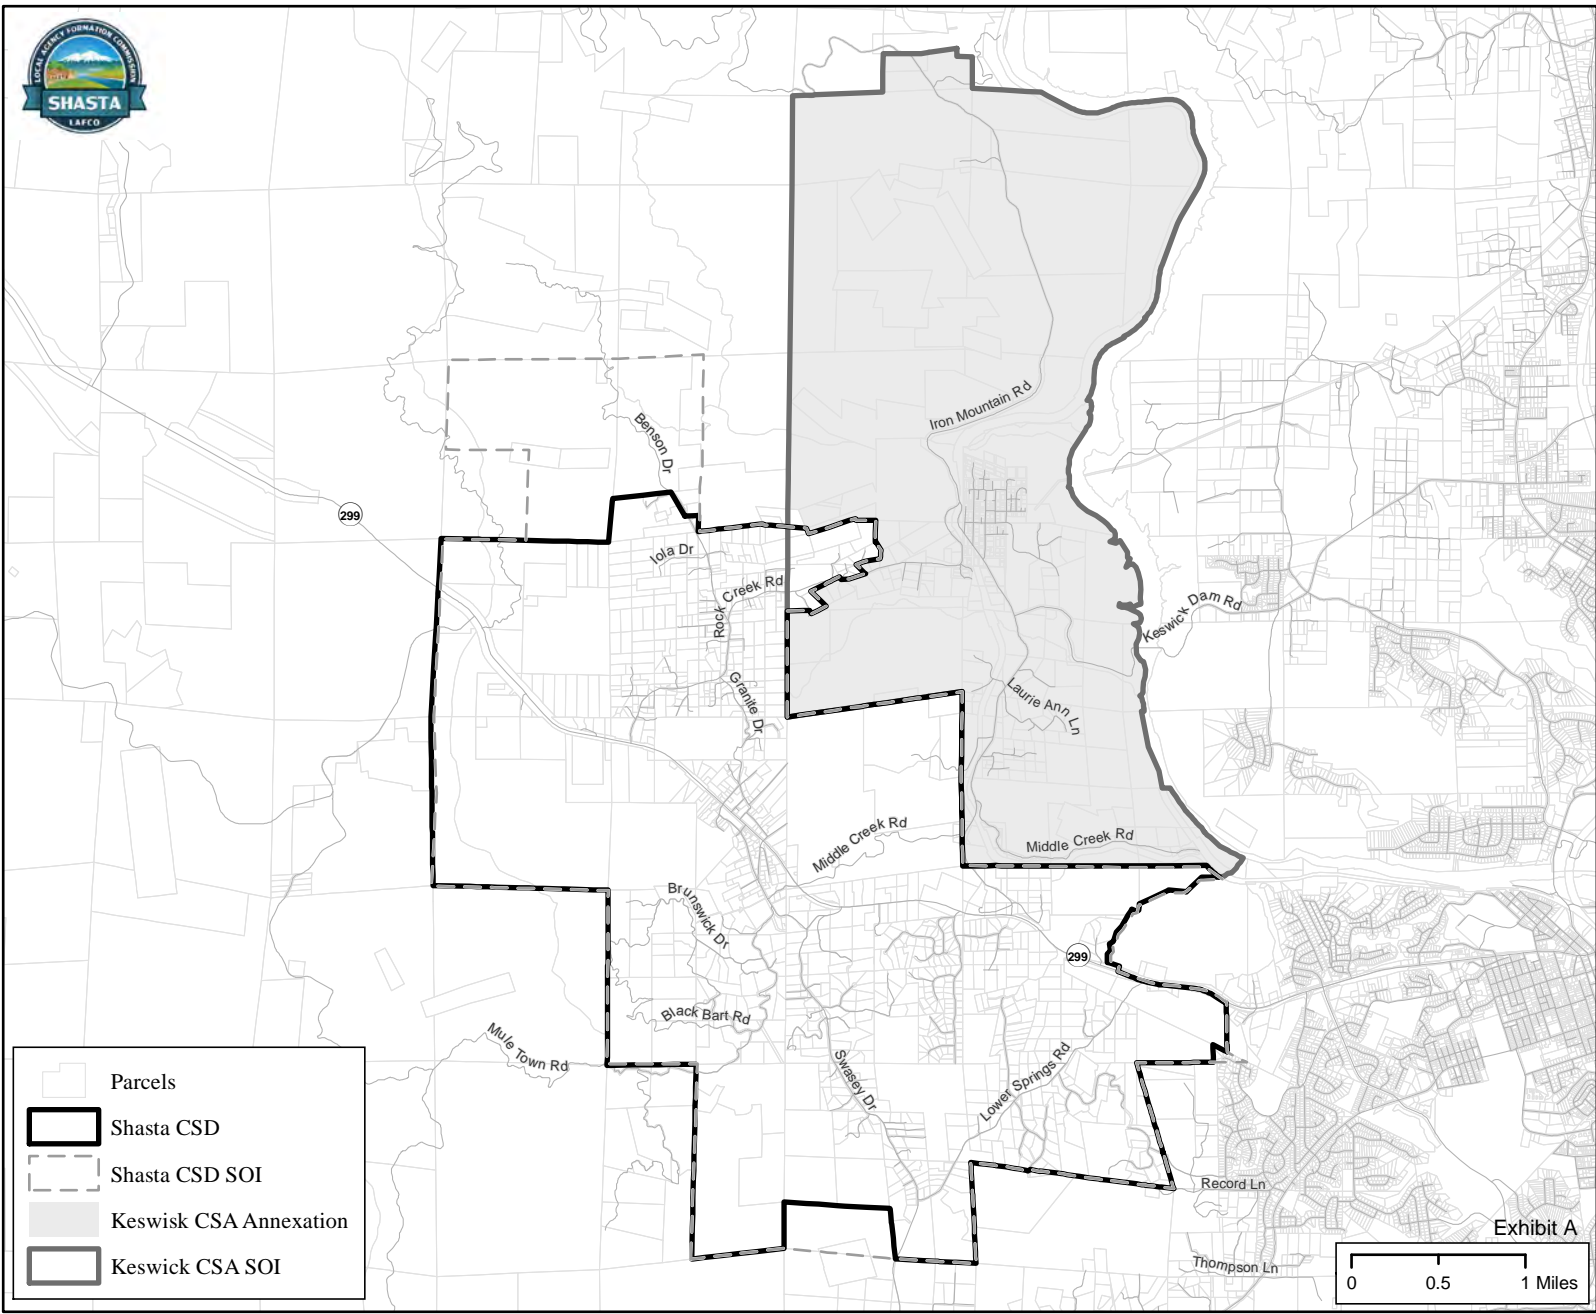 LOCAL AGENCY FORMATION COMMISSION
SHASTA
LAFCO
Iron Mountain Rd
Benson Dr
299
Iola Dr
Rock Creek Rd
Keswick Dam Rd
Granite Dr
Laurie Ann Ln
Middle Creek Rd
Middle Creek Rd
Brunswick Dr
299
Black Bart Rd
Mule Town Rd
Swasey Dr
Lower Springs Rd
Record Ln
Thompson Ln
Parcels
Shasta CSD
Shasta CSD SOI
Keswisk CSA Annexation
Keswick CSA SOI
Exhibit A
0 0.5 1 Miles